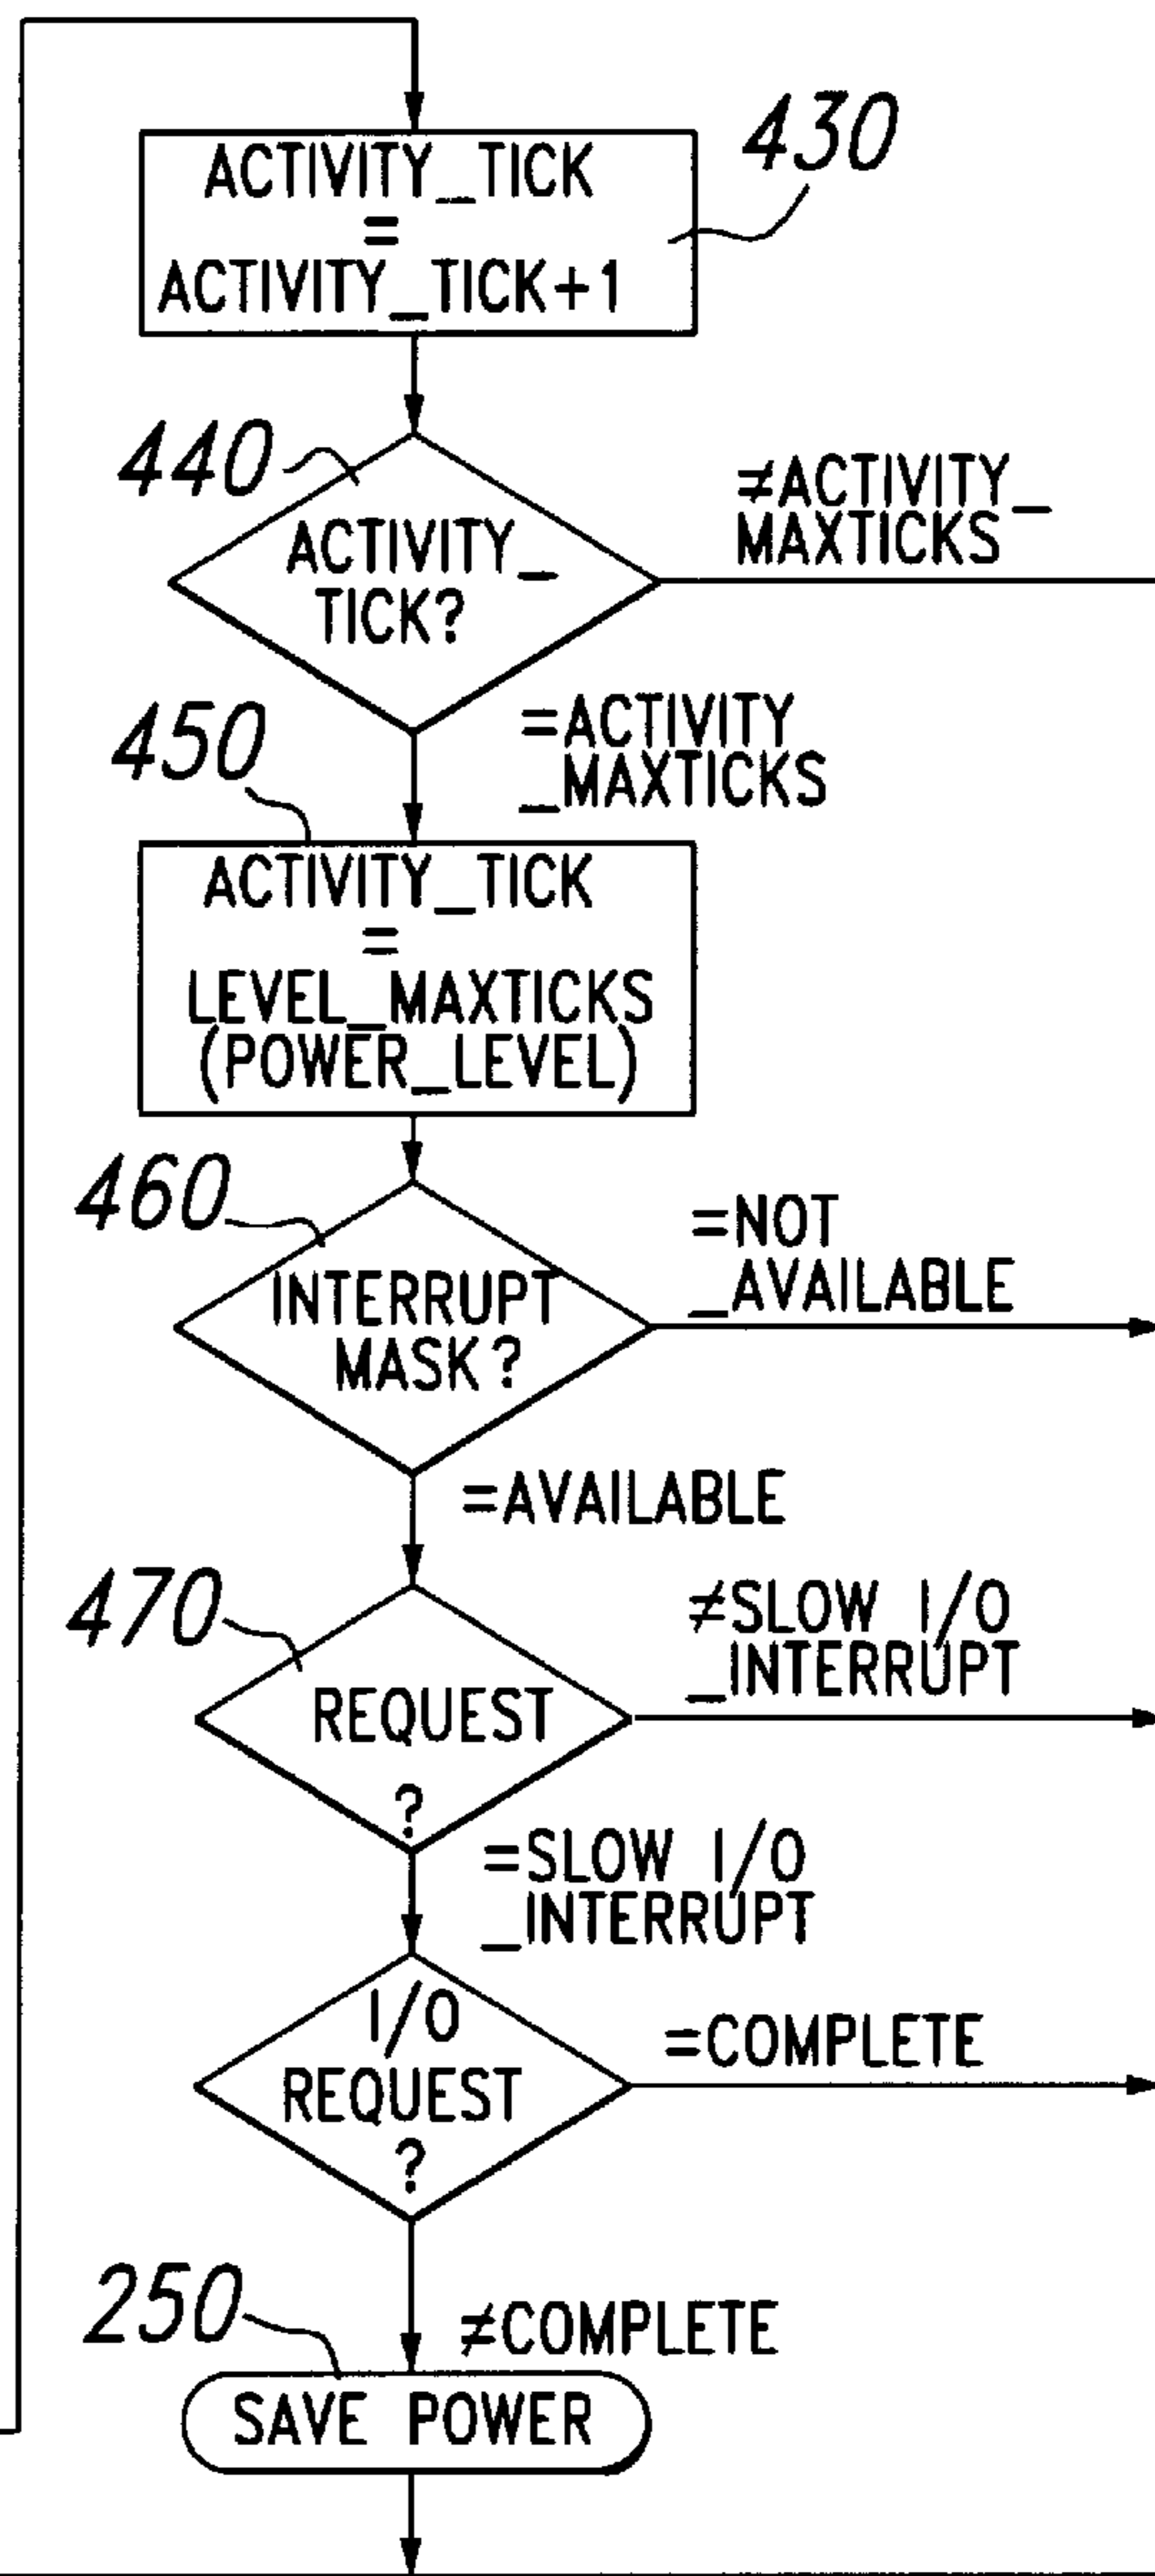 430
ACTIVITY_TICK
=
ACTIVITY_TICK+1
440
ACTIVITY_
TICK?
≠ACTIVITY_
MAXTICKS
=ACTIVITY
_MAXTICKS
450
ACTIVITY_TICK
=
LEVEL_MAXTICKS
(POWER_LEVEL)
460
INTERRUPT
MASK?
=NOT
_AVAILABLE
=AVAILABLE
470
REQUEST
?
≠SLOW I/O
_INTERRUPT
=SLOW I/O
_INTERRUPT
I/O
REQUEST
?
=COMPLETE
≠COMPLETE
250
SAVE POWER